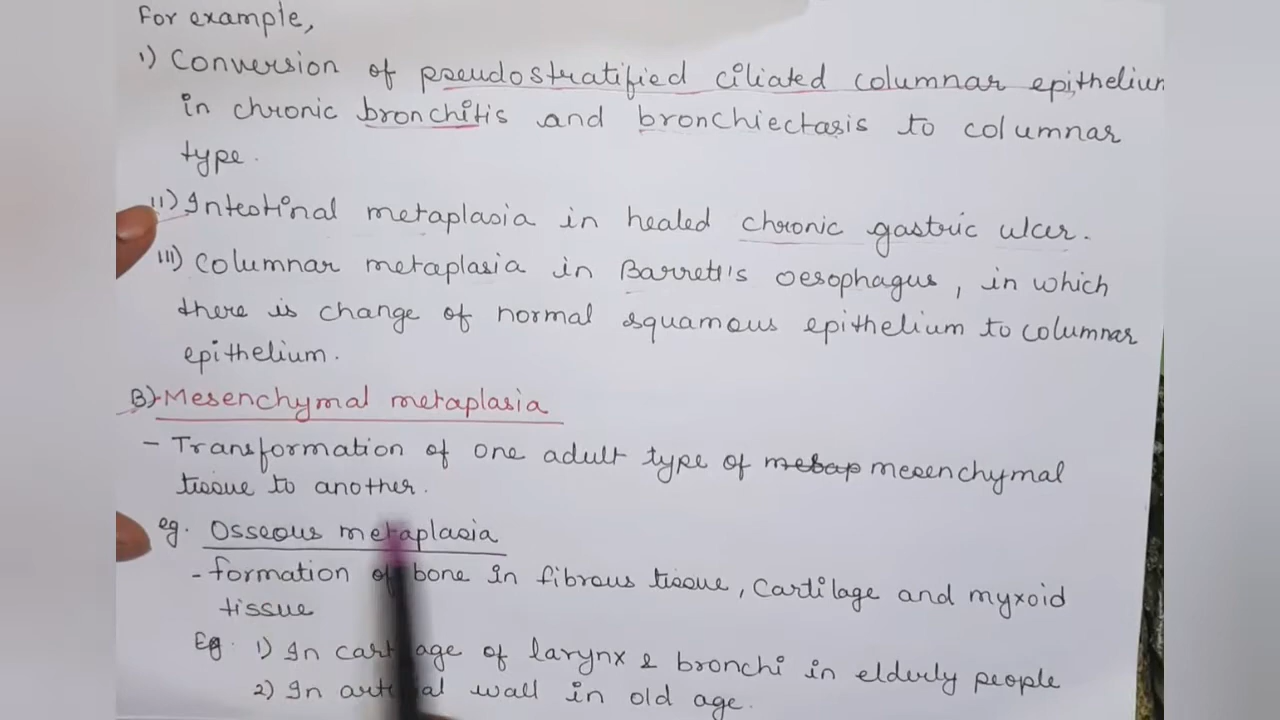 For example,
i) Conversion of pseudostratified ciliated columnar epithelium
in chronic bronchitis and bronchiectasis to columnar
type.
II) Intestinal metaplasia in healed chronic gastric ulcer.
III) columnar metaplasia in Barrett's oesophagus, in which
there is change of normal squamous epithelium to columnar
epithelium.
B) Mesenchymal metaplasia
- Transformation of one adult type of mesenchymal
tissue to another.
eg. Osseous metaplasia
- formation of bone in fibrous tissue, cartilage and myxoid
tissue
Eg. 1) In cartilage of larynx & bronchi in elderly people
2) In arterial wall in old age.